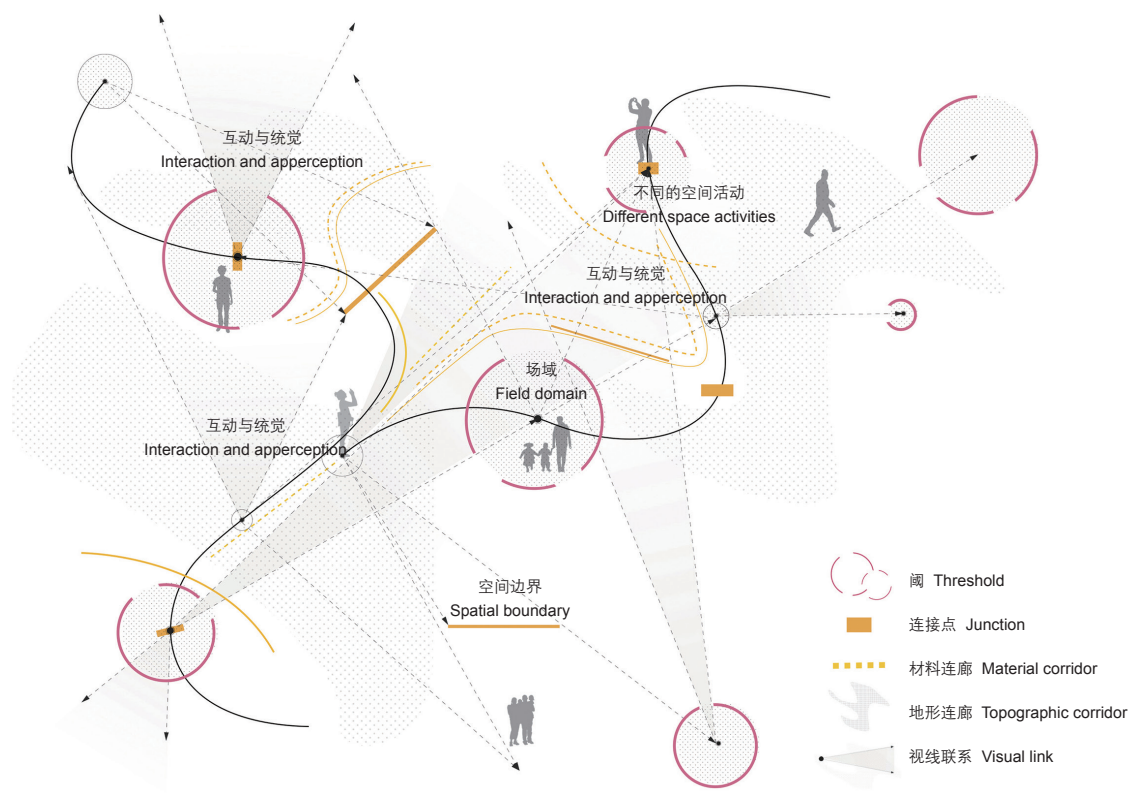 互动与统觉
Interaction and apperception
不同的空间活动
Different space activities
互动与统觉
Interaction and apperception
场域
Field domain
互动与统觉
Interaction and apperception
空间边界
Spatial boundary
阈 Threshold
连接点 Junction
材料连廊 Material corridor
地形连廊 Topographic corridor
视线联系 Visual link